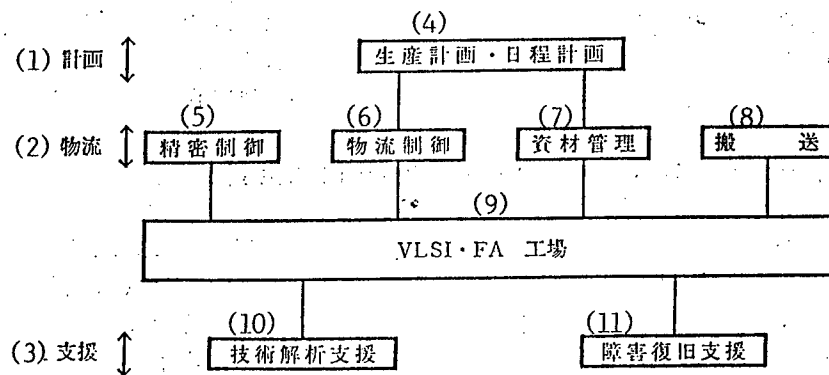 (4)
(1) 計画
生産計画・日程計画
(5)
(6)
(7)
(8)
(2) 物流
精密制御
物流制御
資材管理
搬送
(9)
VLSI・FA 工場
(10)
(11)
(3) 支援
技術解析支援
障害復旧支援